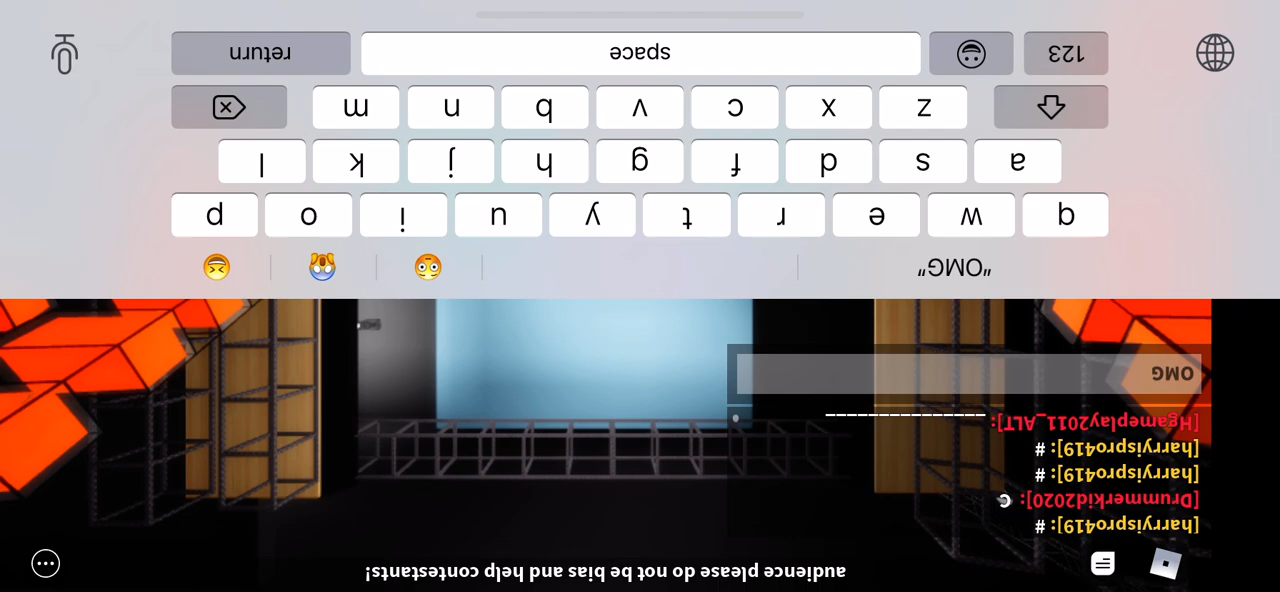 audience please do not be bias and help contestants!
[harryispro419]: #
[Drummerkid2020]: c
[harryispro419]: #
[harryispro419]: #
[Hgameplay2011_ALT]: _______________
OMG
"OMG"
q w e r t y u i o p
a s d f g h j k l
z x c v b n m
123 space return